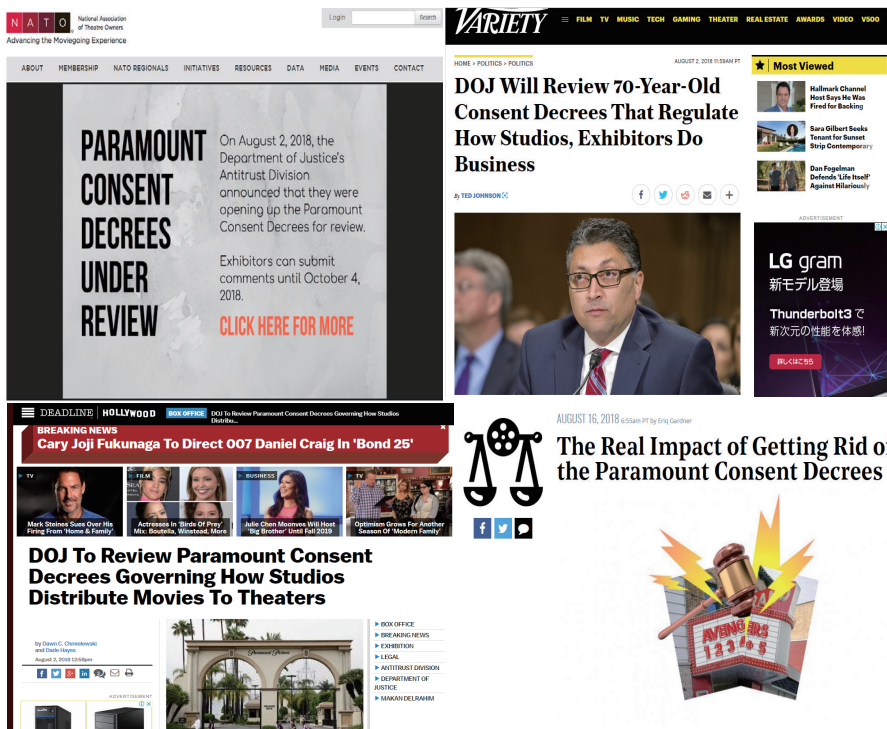 N A T O
National Association
of Theatre Owners
Advancing the Moviegoing Experience
Login
Search
ABOUT MEMBERSHIP NATO REGIONALS INITIATIVES RESOURCES DATA MEDIA EVENTS CONTACT
PARAMOUNT
CONSENT
DECREES
UNDER
REVIEW
On August 2, 2018, the
Department of Justice's
Antitrust Division
announced that they were
opening up the Paramount
Consent Decrees for review.
Exhibitors can submit
comments until October 4,
2018.
CLICK HERE FOR MORE
VARIETY
FILM TV MUSIC TECH GAMING THEATER REAL ESTATE AWARDS VIDEO V500
HOME > POLITICS > POLITICS
AUGUST 2, 2018 11:59AM PT
DOJ Will Review 70-Year-Old
Consent Decrees That Regulate
How Studios, Exhibitors Do
Business
By TED JOHNSON
Most Viewed
Hallmark Channel
Host Says He Was
Fired for Backing
Sara Gilbert Seeks
Tenant for Sunset
Strip Contemporary
Dan Fogelman
Defends 'Life Itself'
Against Hilariously
ADVERTISEMENT
LG gram
新モデル登場
Thunderbolt3 で
新次元の性能を体感!
詳しくはこちら
DEADLINE HOLLYWOOD BOX OFFICE DOJ To Review Paramount Consent Decrees Governing How Studios
Distribu...
BREAKING NEWS
Cary Joji Fukunaga To Direct 007 Daniel Craig In 'Bond 25'
TV
Mark Steines Sues Over His
Firing From 'Home & Family'
FILM
Actresses In 'Birds Of Prey'
Mix: Boutella, Winstead, More
BUSINESS
Julie Chen Moonves Will Host
'Big Brother' Until Fall 2019
TV
Optimism Grows For Another
Season Of 'Modern Family'
DOJ To Review Paramount Consent
Decrees Governing How Studios
Distribute Movies To Theaters
by Dawn C. Chmielewski
and Dade Hayes
August 2, 2018 12:58pm
ADVERTISEMENT
Paramount Pictures
BOX OFFICE
BREAKING NEWS
EXHIBITION
LEGAL
ANTITRUST DIVISION
DEPARTMENT OF
JUSTICE
MAKAN DELRAHIM
AUGUST 16, 2018 6:55am PT by Eriq Gardner
The Real Impact of Getting Rid o
the Paramount Consent Decrees
AVENGERS
1 2 3 4 5